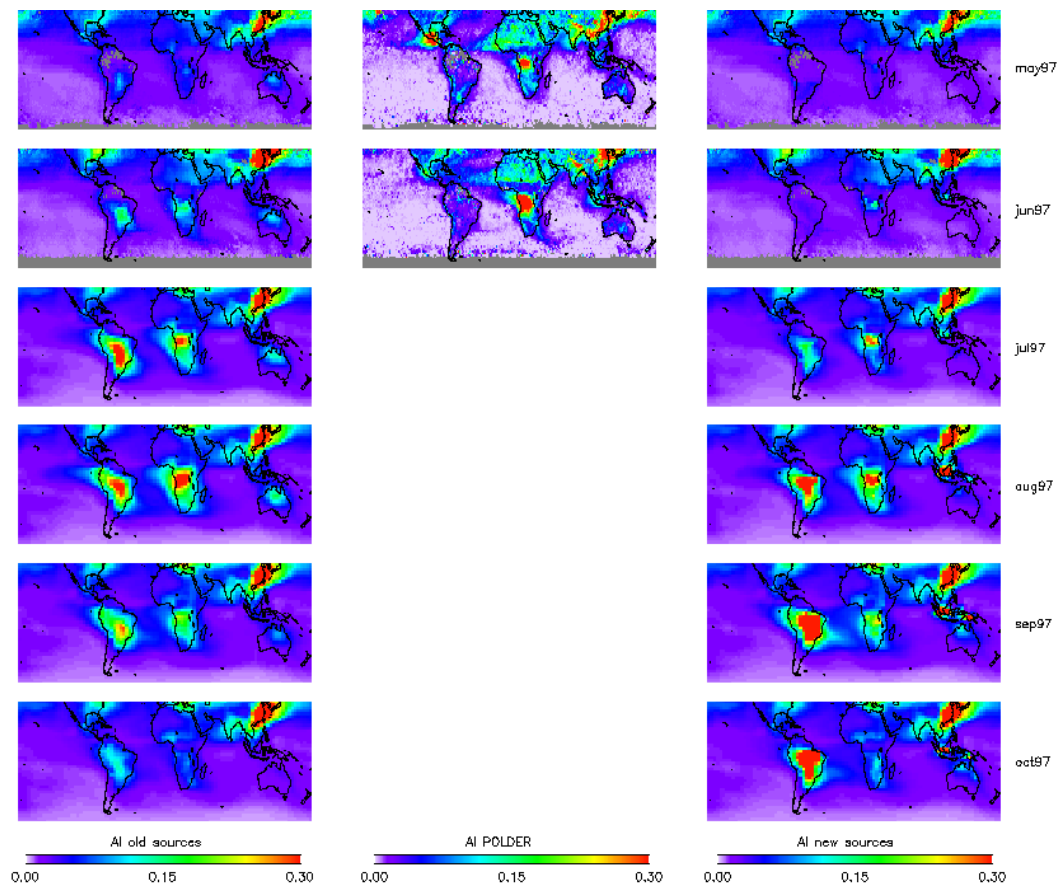 may97
jun97
jul97
aug97
sep97
oct97
AI old sources
AI POLDER
AI new sources
0.00 0.15 0.30
0.00 0.15 0.30
0.00 0.15 0.30